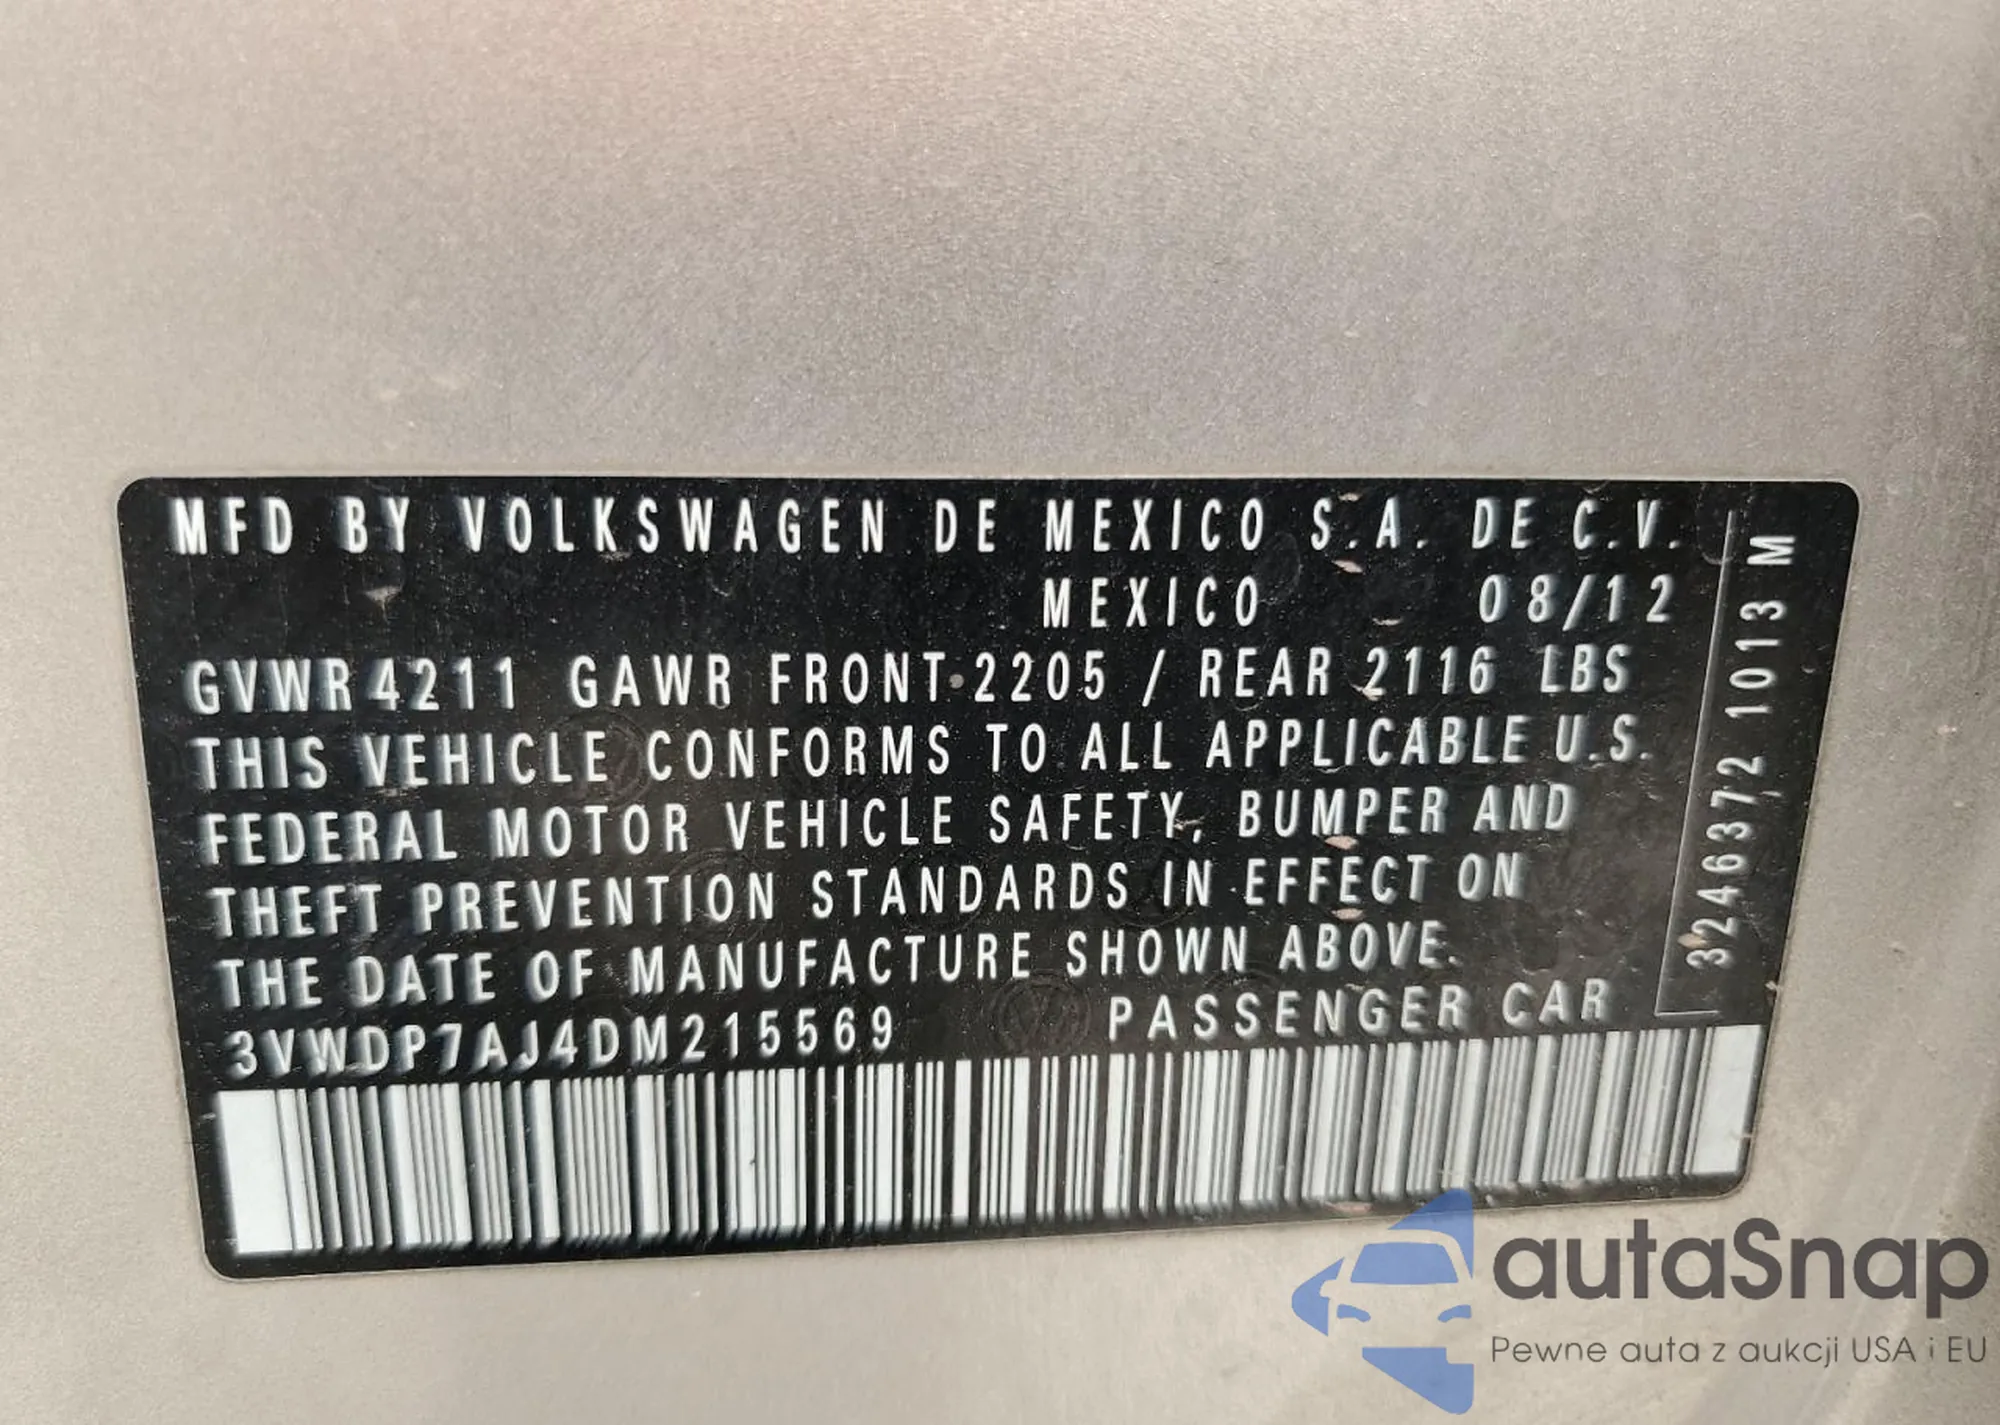 MFD BY VOLKSWAGEN DE MEXICO S.A. DE C.V.
MEXICO 08/12
GVWR 4211 GAWR FRONT 2205 / REAR 2116 LBS
THIS VEHICLE CONFORMS TO ALL APPLICABLE U.S.
FEDERAL MOTOR VEHICLE SAFETY, BUMPER AND
THEFT PREVENTION STANDARDS IN EFFECT ON
THE DATE OF MANUFACTURE SHOWN ABOVE.
3VWDP7AJ4DM215569 PASSENGER CAR
3246372 1013 M
autaSnap
Pewne auta z aukcji USA i EU